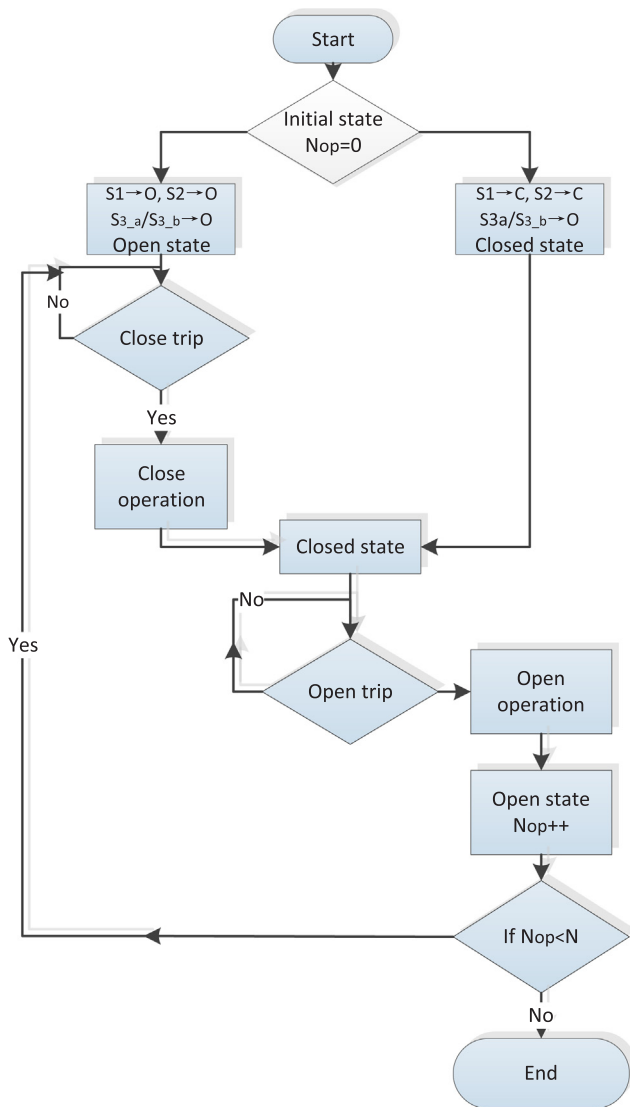 Start
Initial state
Nop=0
S1→O, S2→O
S3_a/S3_b→O
Open state
S1→C, S2→C
S3a/S3_b→O
Closed state
No
Close trip
Yes
Close
operation
Closed state
No
Yes
Open trip
Open
operation
Open state
Nop++
If Nop<N
No
End